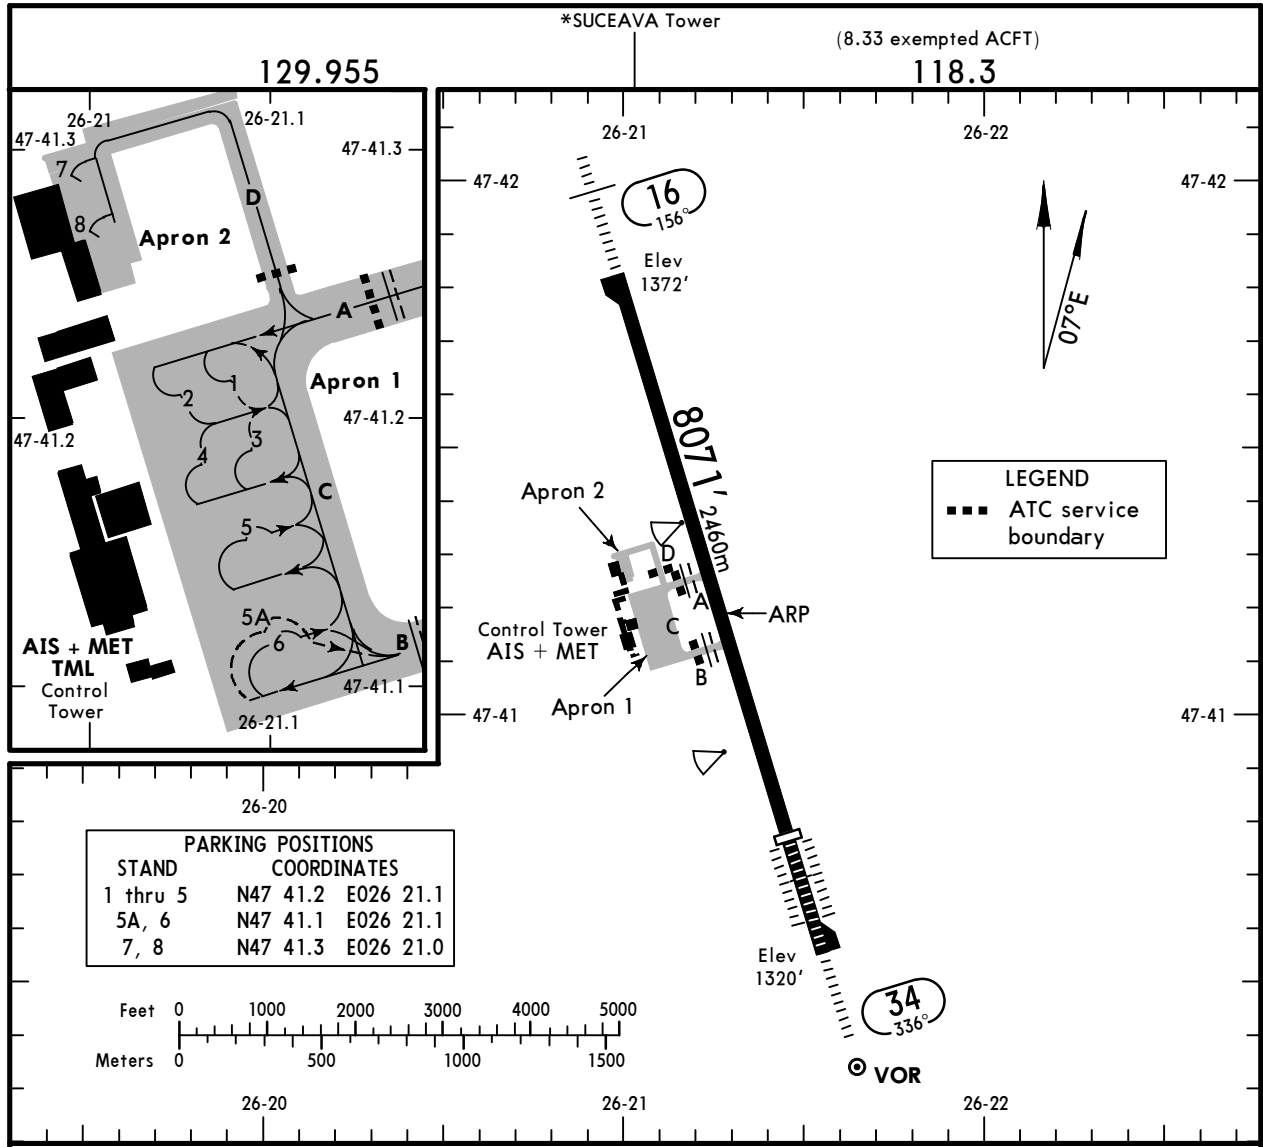 *SUCEAVA Tower
(8.33 exempted ACFT)
129.955
118.3
26-21
26-21.1
47-41.3
47-41.3
7
8
D
Apron 2
A
Apron 1
1
2
3
4
47-41.2
47-41.2
C
5
5A
6
B
AIS + MET
TML
Control
Tower
47-41.1
26-21.1
26-21
26-22
47-42
47-42
16
156°
Elev
1372'
07°E
8071'
2460m
LEGEND
ATC service
boundary
Apron 2
D
A
ARP
C
Control Tower
AIS + MET
B
Apron 1
47-41
47-41
26-20
PARKING POSITIONS
STAND COORDINATES
1 thru 5 N47 41.2 E026 21.1
5A, 6 N47 41.1 E026 21.1
7, 8 N47 41.3 E026 21.0
Elev
1320'
34
336°
Feet 0 1000 2000 3000 4000 5000
Meters 0 500 1000 1500
VOR
26-20
26-21
26-22